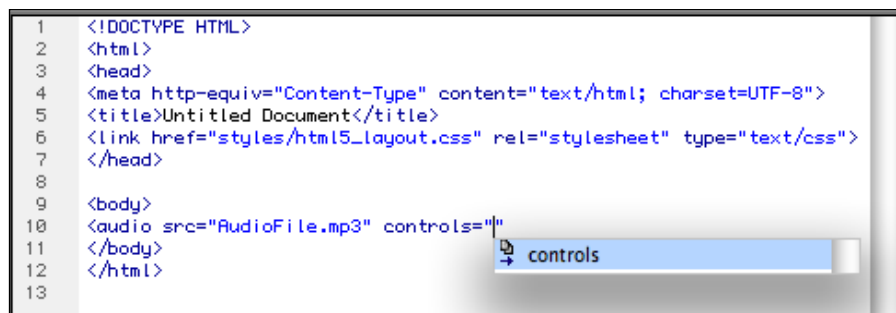 1 <!DOCTYPE HTML>
2 <html>
3 <head>
4 <meta http-equiv="Content-Type" content="text/html; charset=UTF-8">
5 <title>Untitled Document</title>
6 <link href="styles/html5_layout.css" rel="stylesheet" type="text/css">
7 </head>
8
9 <body>
10 <audio src="AudioFile.mp3" controls=""
11 </body>
controls
12 </html>
13